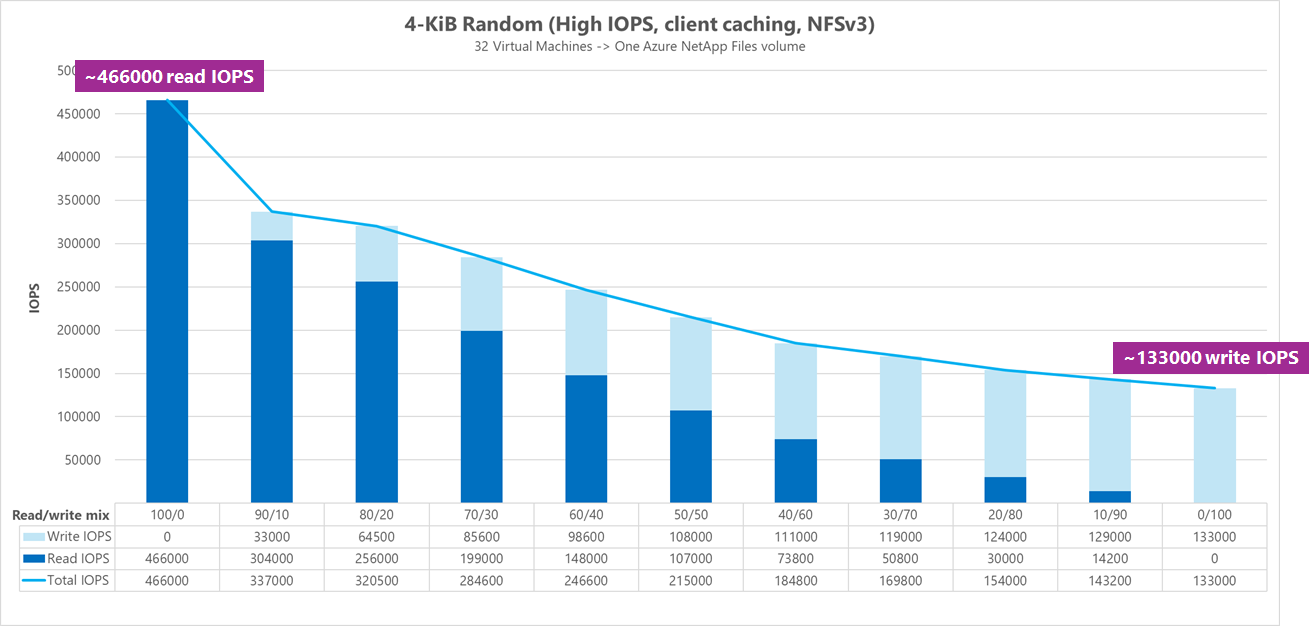 4-KiB Random (High IOPS, client caching, NFSv3)
32 Virtual Machines -> One Azure NetApp Files volume
~466000 read IOPS
450000
400000
350000
300000
250000
200000
150000
100000
50000
IOPS
~133000 write IOPS
Read/write mix 100/0 90/10 80/20 70/30 60/40 50/50 40/60 30/70 20/80 10/90 0/100
Write IOPS 0 33000 64500 85600 98600 108000 111000 119000 124000 129000 133000
Read IOPS 466000 304000 256000 199000 148000 107000 73800 50800 30000 14200 0
Total IOPS 466000 337000 320500 284600 246600 215000 184800 169800 154000 143200 133000